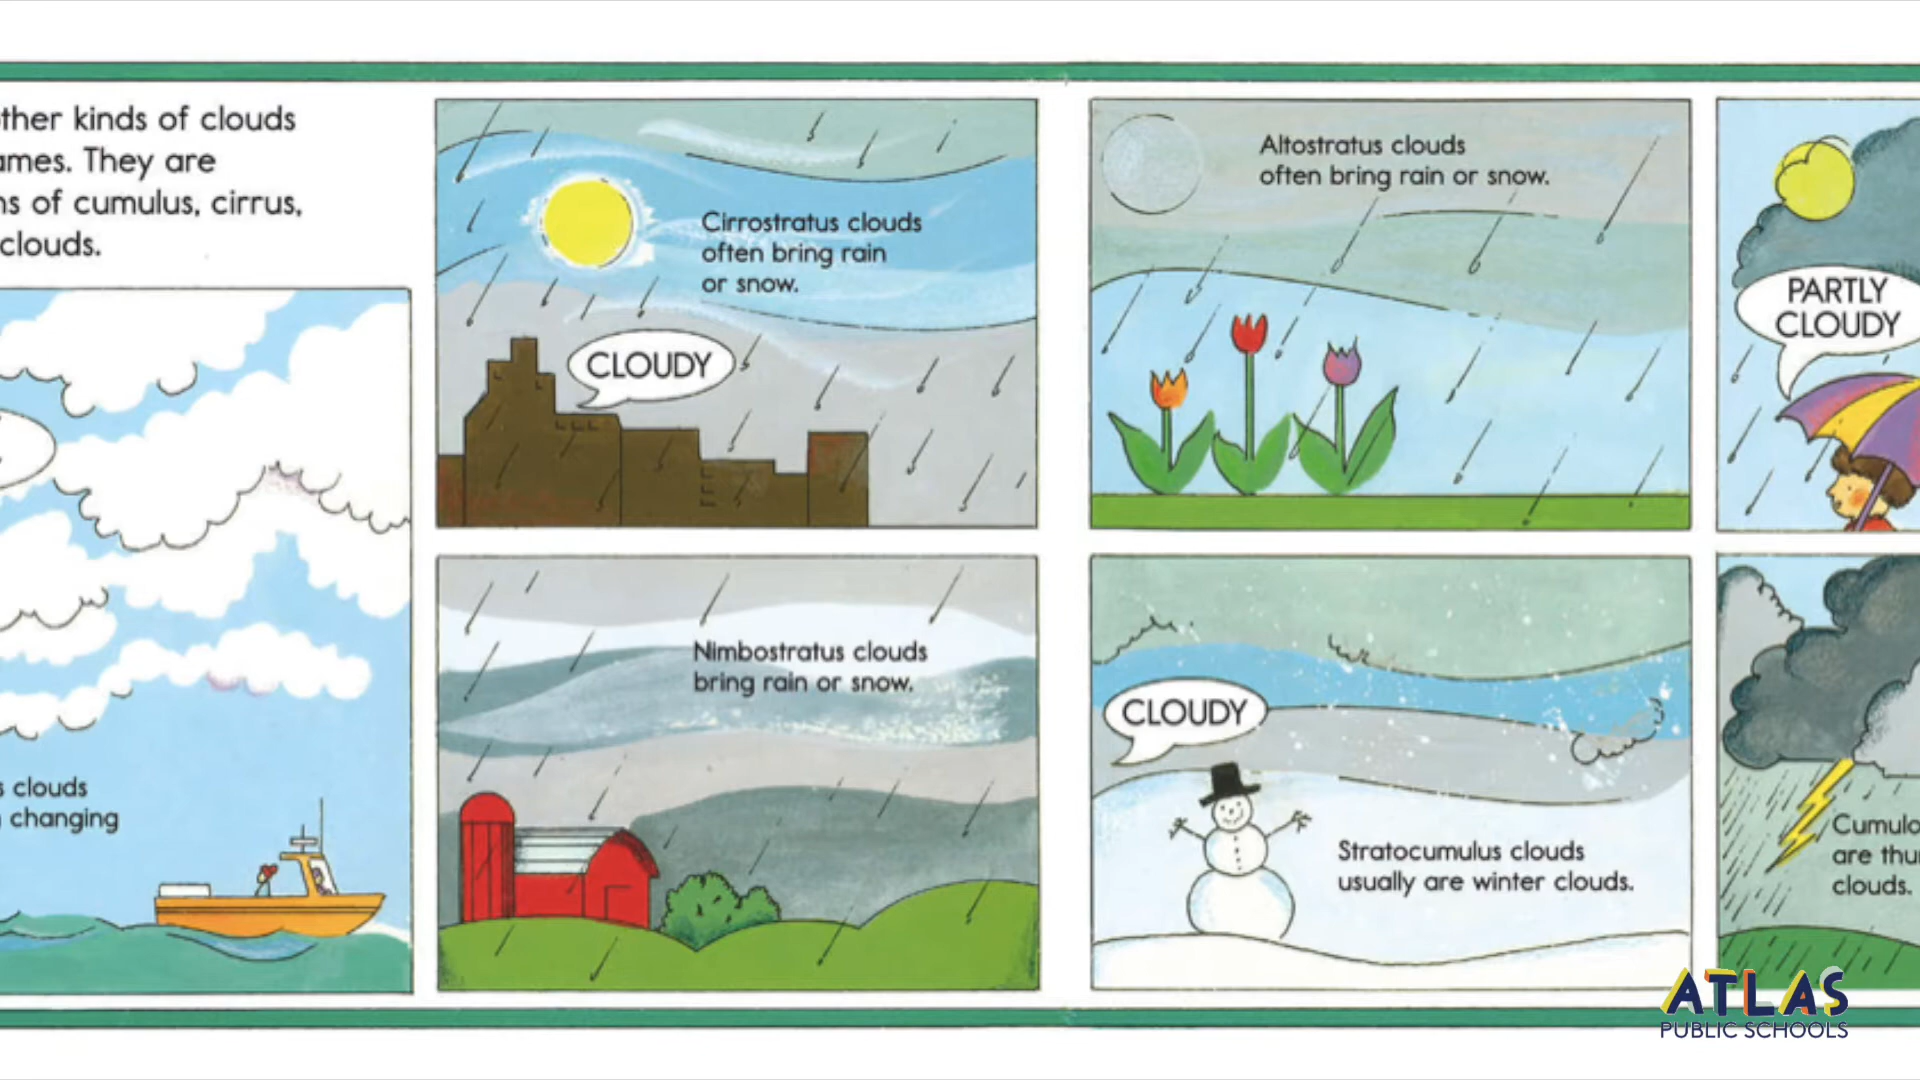 ther kinds of clouds
ames. They are
ns of cumulus, cirrus,
clouds.
s clouds
changing
Cirrostratus clouds
often bring rain
or snow.
CLOUDY
Nimbostratus clouds
bring rain or snow.
Altostratus clouds
often bring rain or snow.
CLOUDY
Stratocumulus clouds
usually are winter clouds.
PARTLY
CLOUDY
Cumulo
are thu
clouds.
ATLAS
PUBLIC SCHOOLS